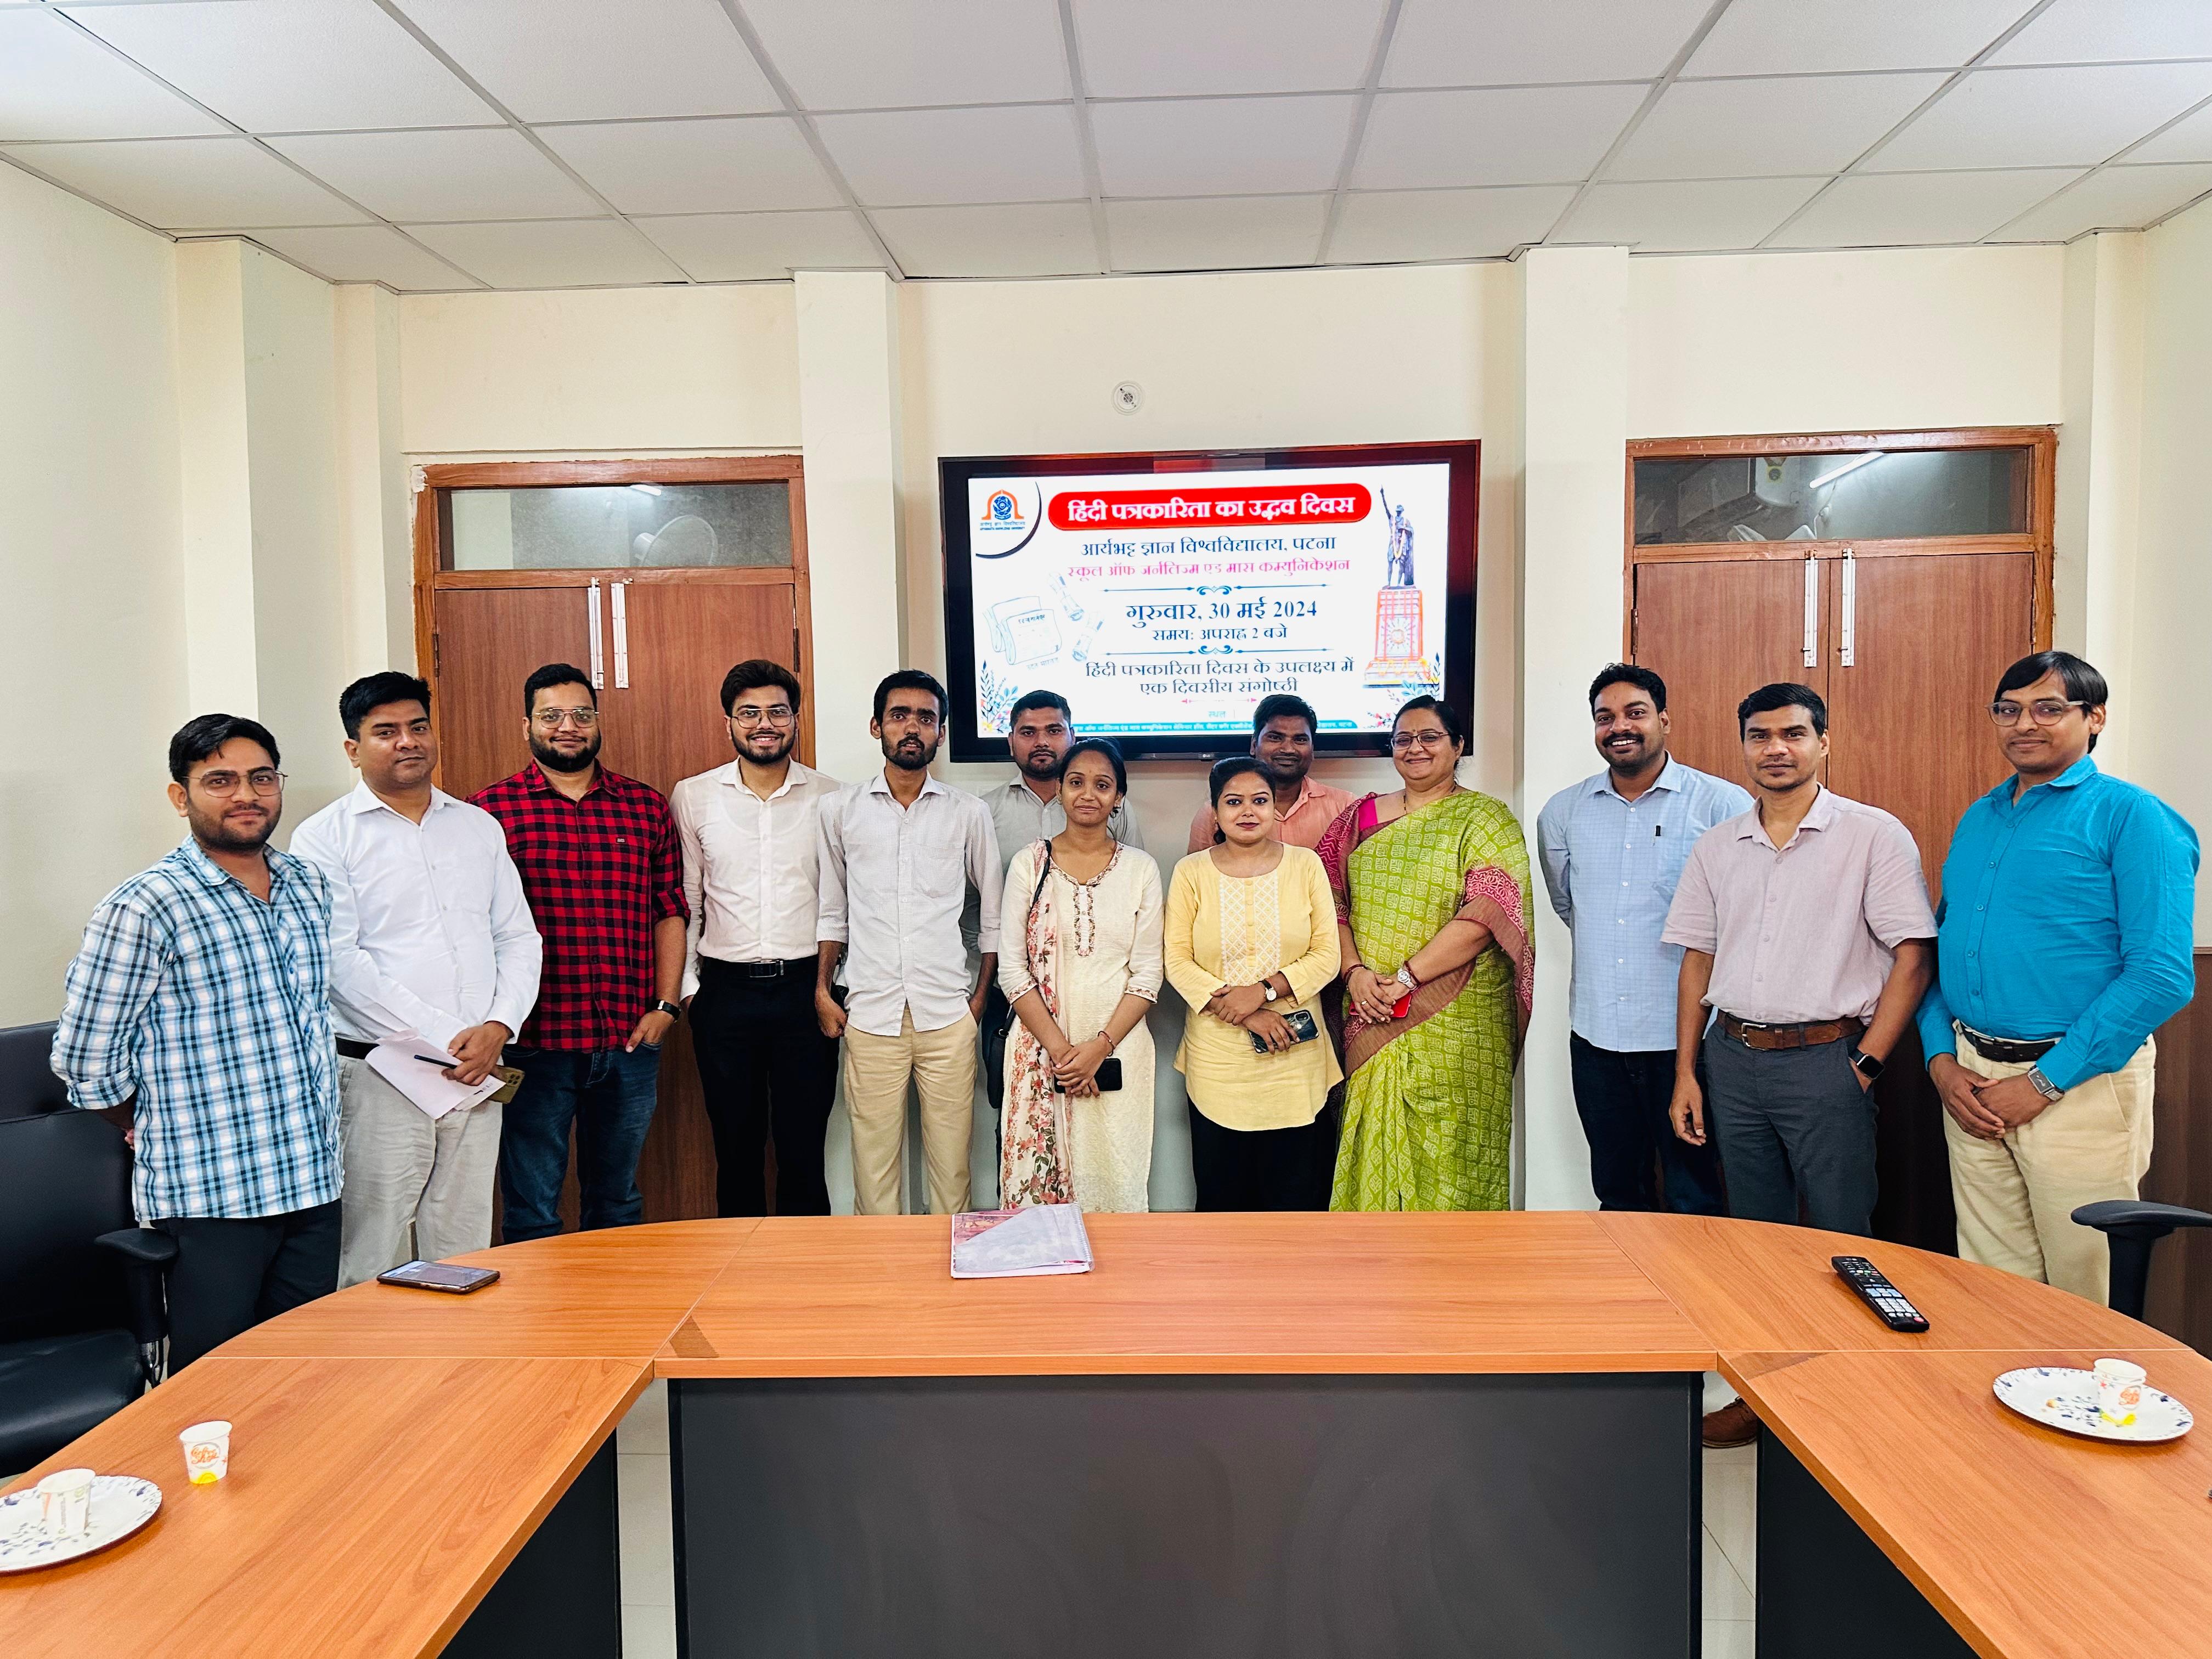 हिंदी पत्रकारिता का उद्भव दिवस
आर्यभट्ट ज्ञान विश्वविद्यालय, पटना
स्कूल ऑफ जर्नलिज्म एंड मास कम्युनिकेशन
गुरुवार, 30 मई 2024
समय: अपराह्न 2 बजे
हिंदी पत्रकारिता दिवस के उपलक्ष्य में
एक दिवसीय संगोष्ठी
स्थल